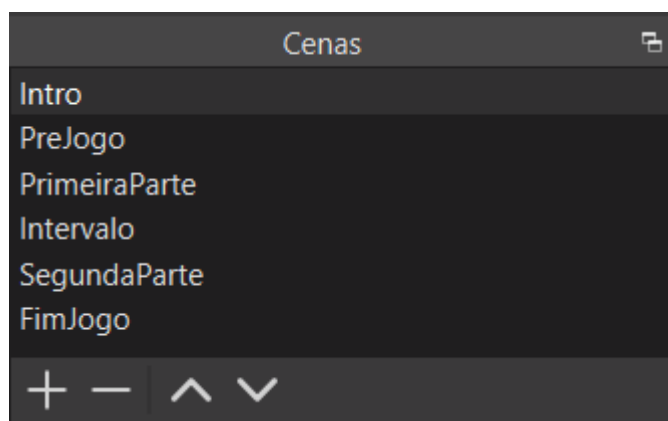 Cenas
Intro
PreJogo
PrimeiraParte
Intervalo
SegundaParte
FimJogo